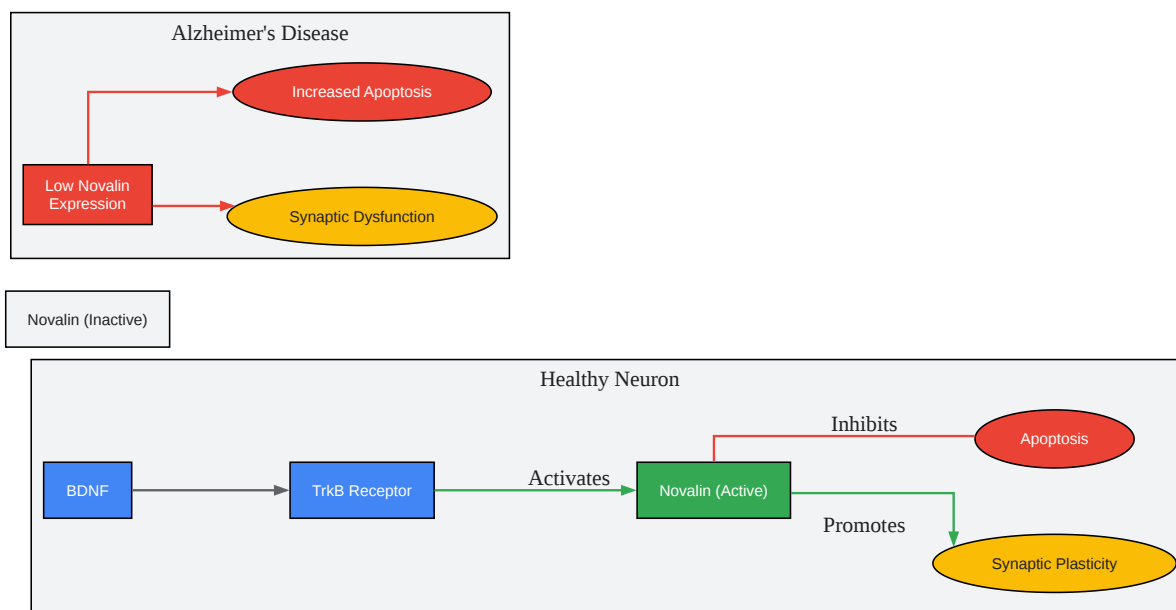 Alzheimer's Disease
Increased Apoptosis
Low Novalin
Expression
Synaptic Dysfunction
Novalin (Inactive)
Healthy Neuron
Inhibits
Apoptosis
BDNF
TrkB Receptor
Activates
Novalin (Active)
Promotes
Synaptic Plasticity